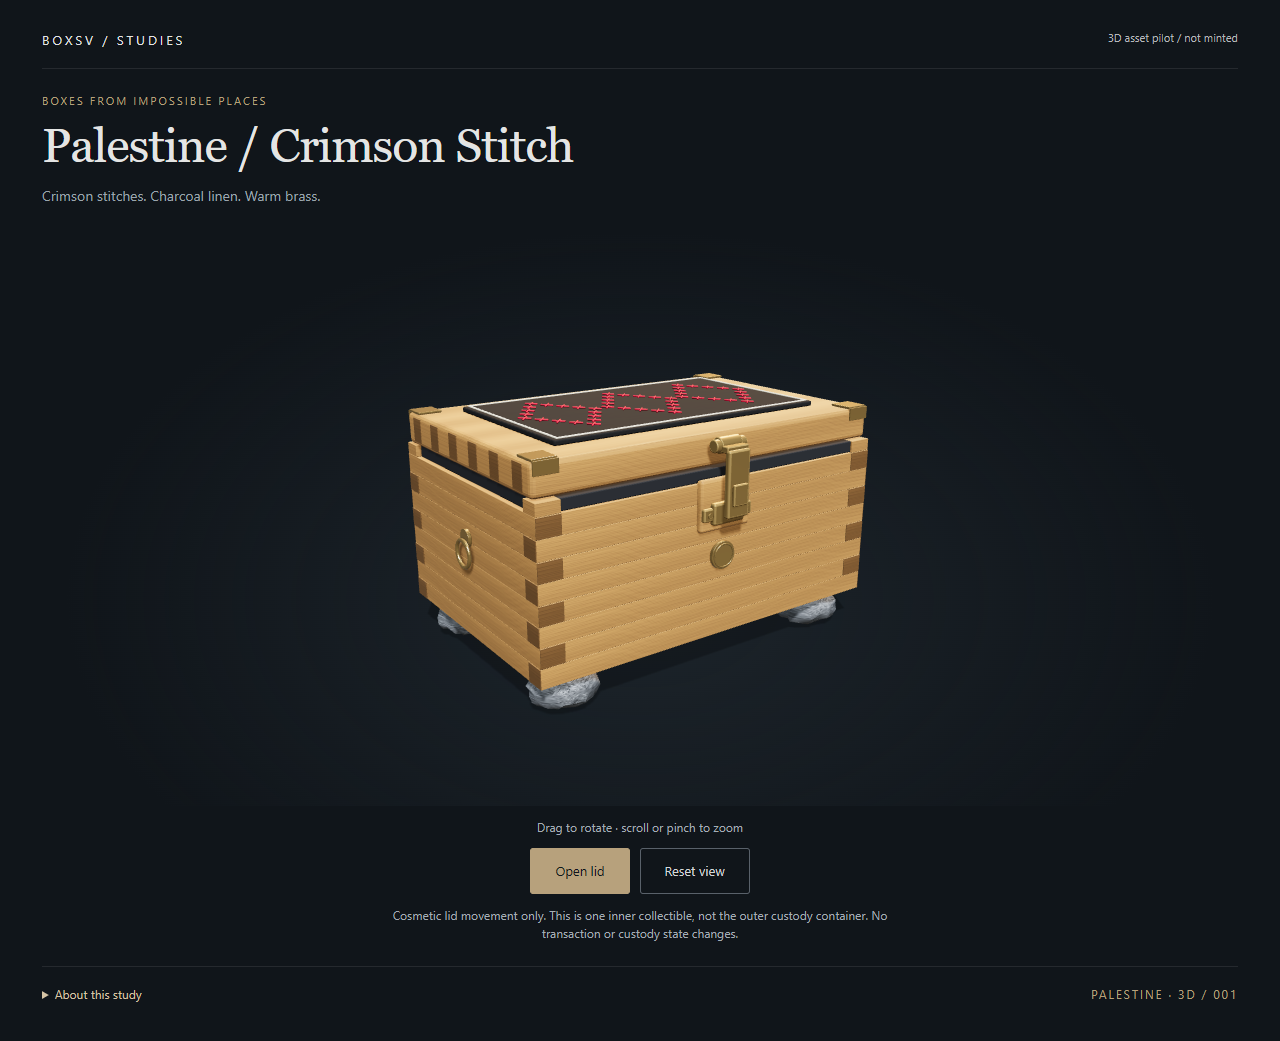 BOXSV / STUDIES
3D asset pilot / not minted
BOXES FROM IMPOSSIBLE PLACES
Palestine / Crimson Stitch
Crimson stitches. Charcoal linen. Warm brass.
Drag to rotate · scroll or pinch to zoom
Open lid
Reset view
Cosmetic lid movement only. This is one inner collectible, not the outer custody container. No
transaction or custody state changes.
About this study
PALESTINE · 3D / 001